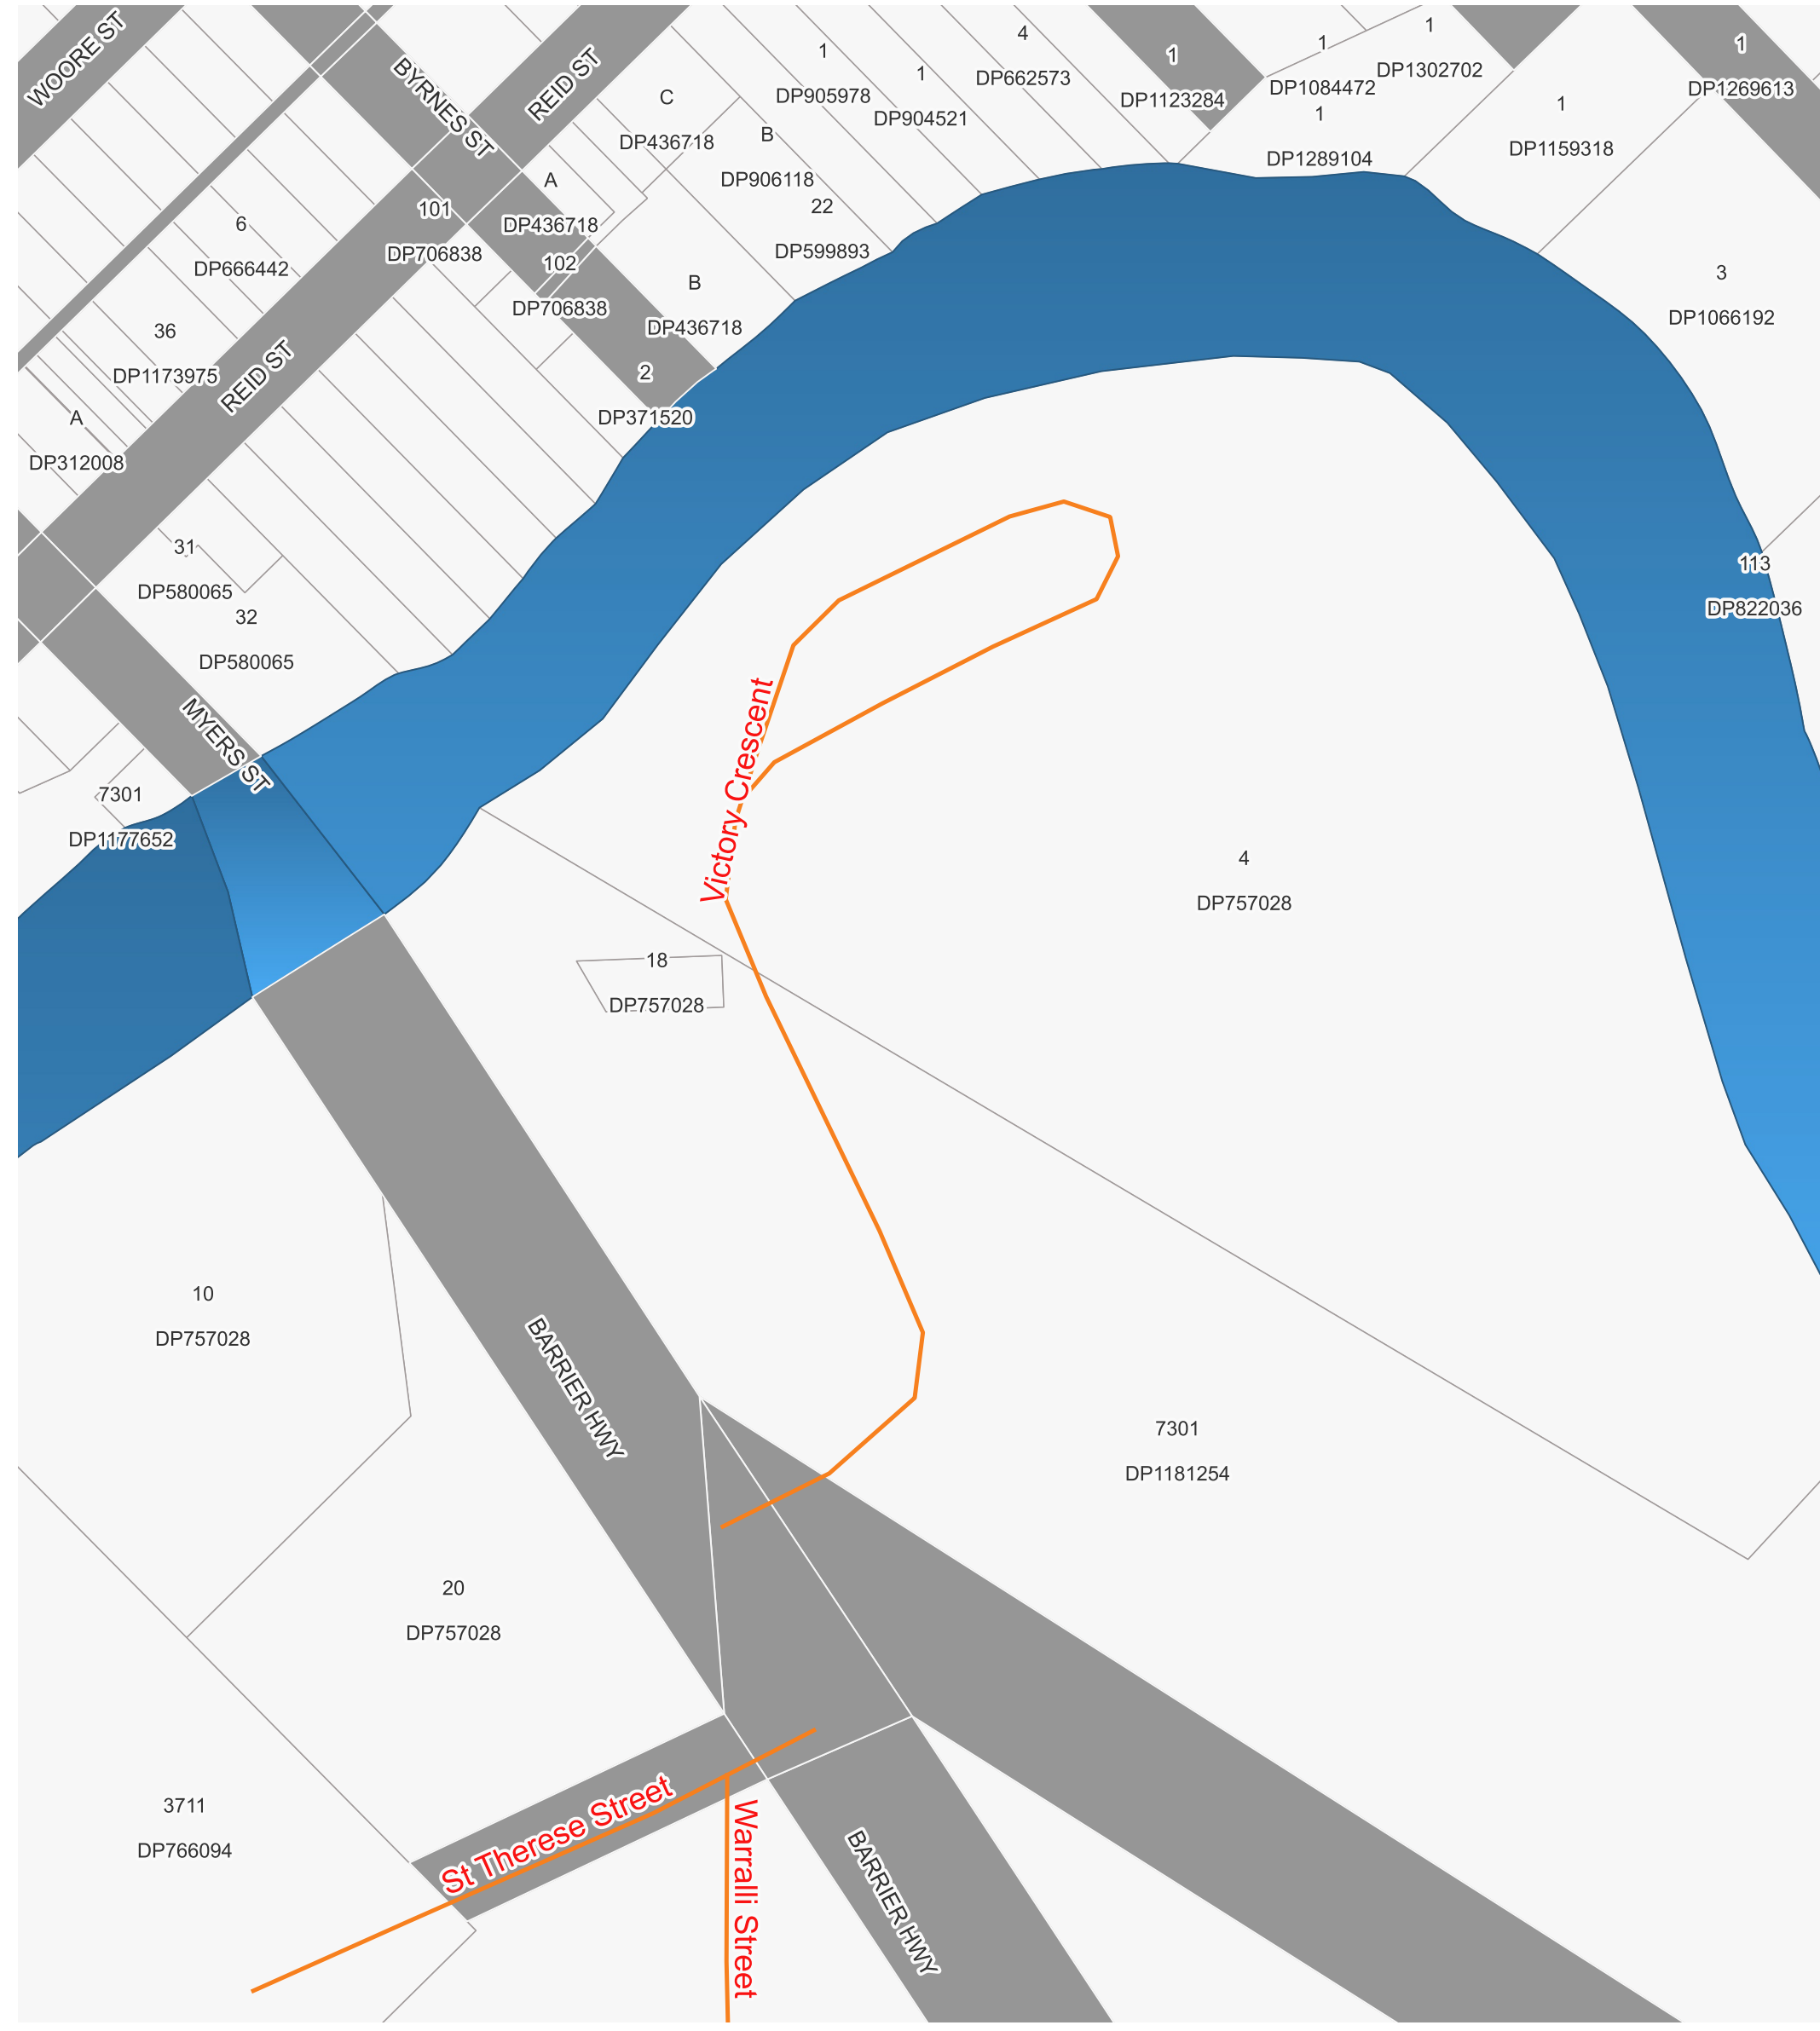 WOORE ST
BYRNES ST
REID ST
C
DP436718
1
DP905978
1
DP904521
4
DP662573
1
DP1123284
1
DP1084472
1
DP1302702
1
DP1289104
1
DP1159318
1
DP1269613
B
DP906118
22
DP599893
A
DP436718
101
DP706838
102
DP706838
6
DP666442
B
DP436718
3
DP1066192
36
DP1173975
REID ST
2
DP371520
A
DP312008
31
DP580065
32
DP580065
113
DP822036
MYERS ST
7301
DP1177652
Victory Crescent
4
DP757028
18
DP757028
10
DP757028
BARRIER HWY
7301
DP1181254
20
DP757028
3711
DP766094
St Therese Street
Warralli Street
BARRIER HWY